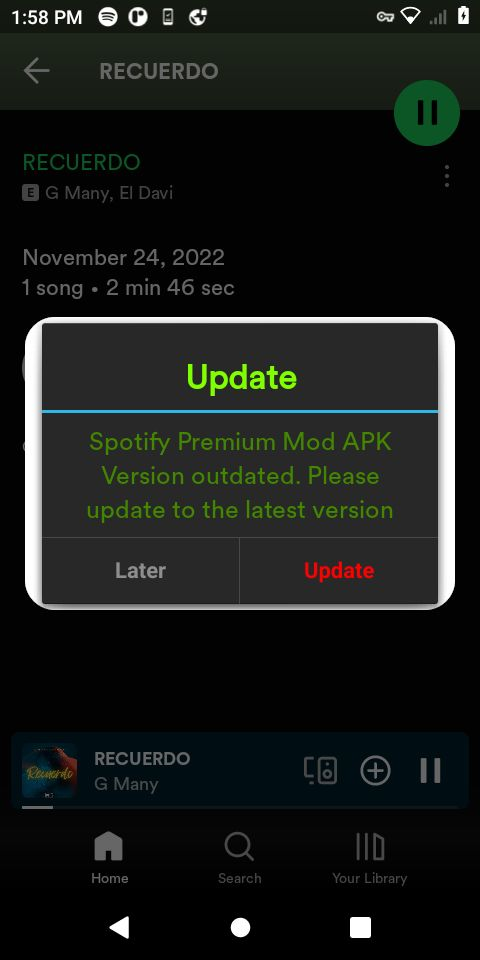 1:58 PM
RECUERDO
RECUERDO
E G Many, El Davi
November 24, 2022
1 song • 2 min 46 sec
Update
Spotify Premium Mod APK
Version outdated. Please
update to the latest version
Later
Update
Recuerdo
RECUERDO
G Many
Home
Search
Your Library